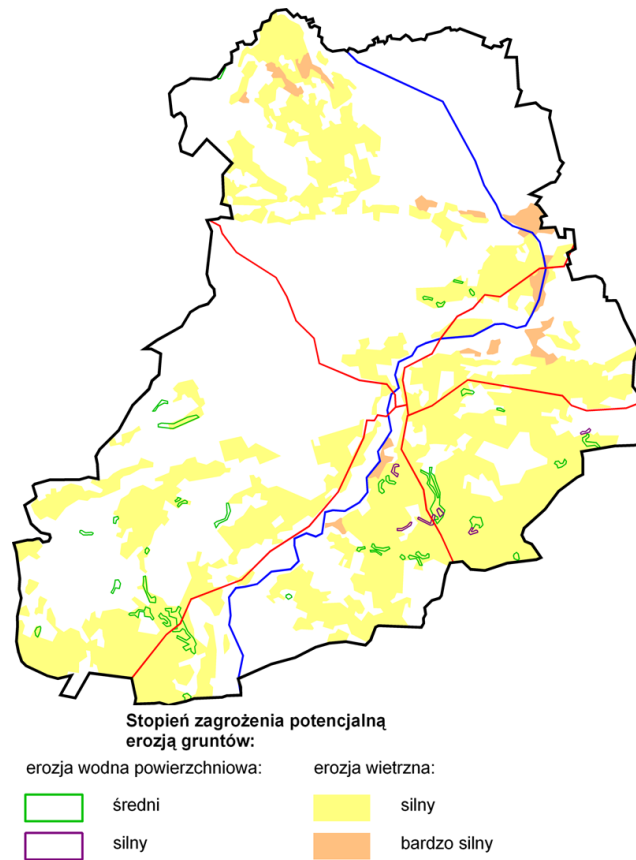 Stopień zagrożenia potencjalną
erozją gruntów:
erozja wodna powierzchniowa:
średni
silny
erozja wietrzna:
silny
bardzo silny